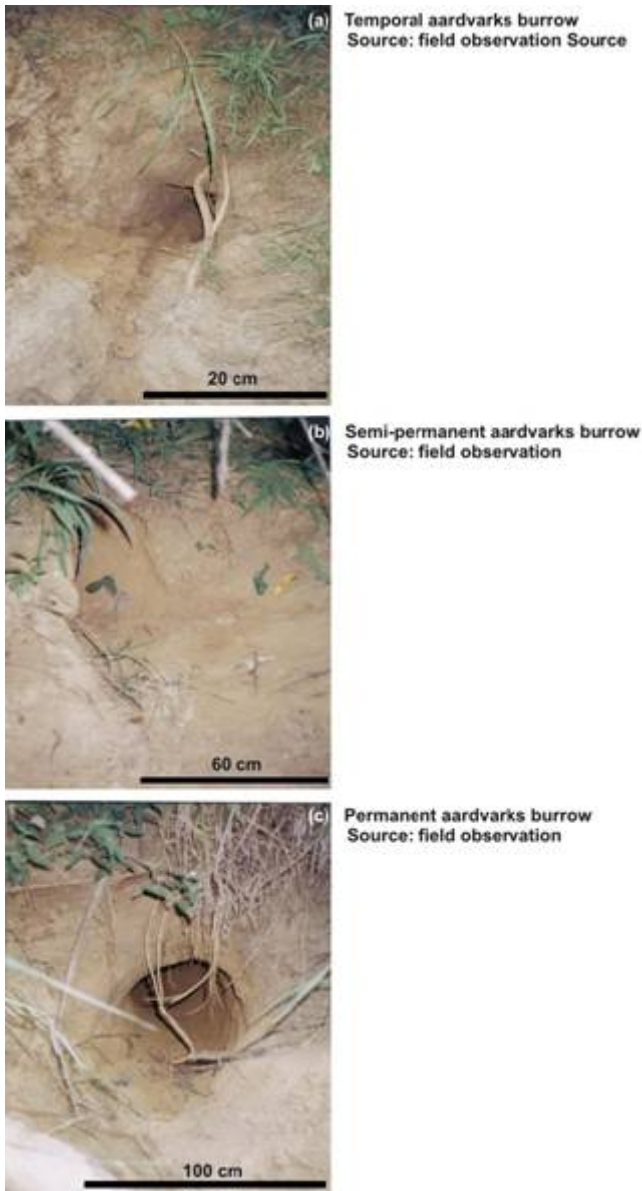 (a)
Temporal aardvarks burrow
Source: field observation Source
20 cm
(b)
Semi-permanent aardvarks burrow
Source: field observation
60 cm
(c)
Permanent aardvarks burrow
Source: field observation
100 cm